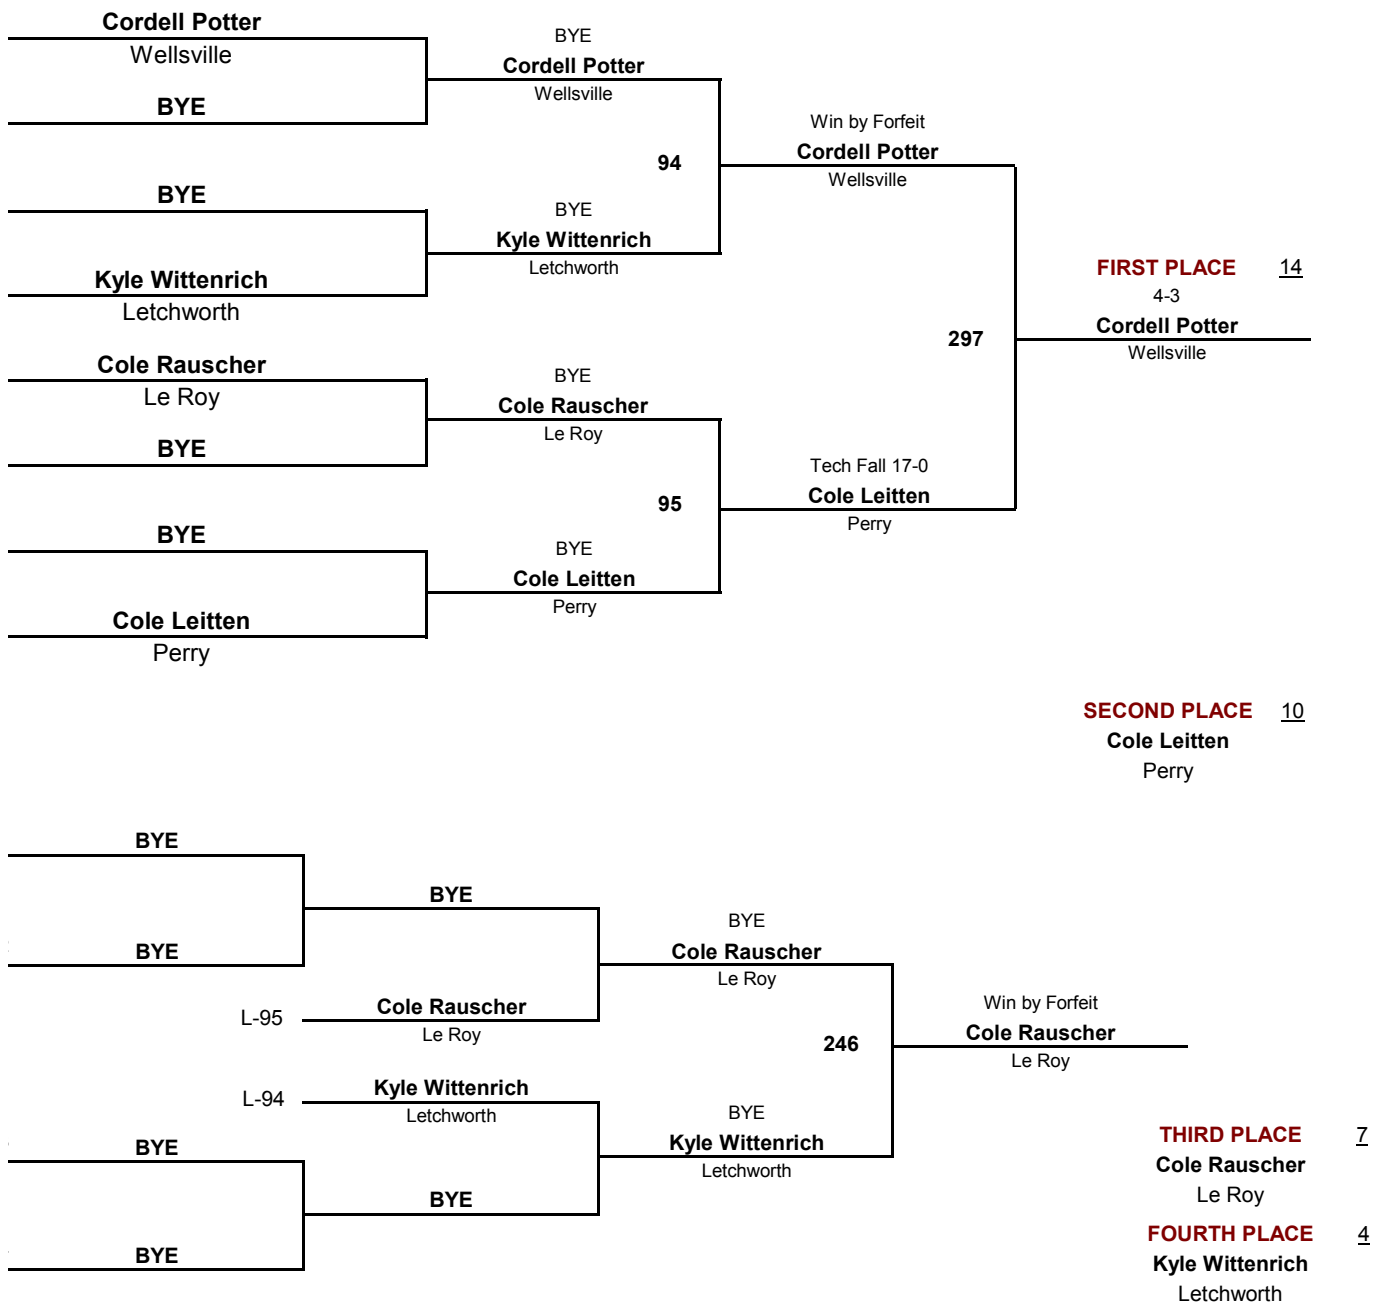 Cordell Potter
Wellsville
BYE
BYE
Kyle Wittenrich
Letchworth
Cole Rauscher
Le Roy
BYE
BYE
Cole Leitten
Perry
BYE
Cordell Potter
Wellsville
94
BYE
Kyle Wittenrich
Letchworth
BYE
Cole Rauscher
Le Roy
95
BYE
Cole Leitten
Perry
Win by Forfeit
Cordell Potter
Wellsville
297
Tech Fall 17-0
Cole Leitten
Perry
FIRST PLACE 14
4-3
Cordell Potter
Wellsville
SECOND PLACE 10
Cole Leitten
Perry
BYE
BYE
BYE
L-95
Cole Rauscher
Le Roy
L-94
Kyle Wittenrich
Letchworth
BYE
BYE
BYE
BYE
Cole Rauscher
Le Roy
246
BYE
Kyle Wittenrich
Letchworth
Win by Forfeit
Cole Rauscher
Le Roy
THIRD PLACE 7
Cole Rauscher
Le Roy
FOURTH PLACE 4
Kyle Wittenrich
Letchworth